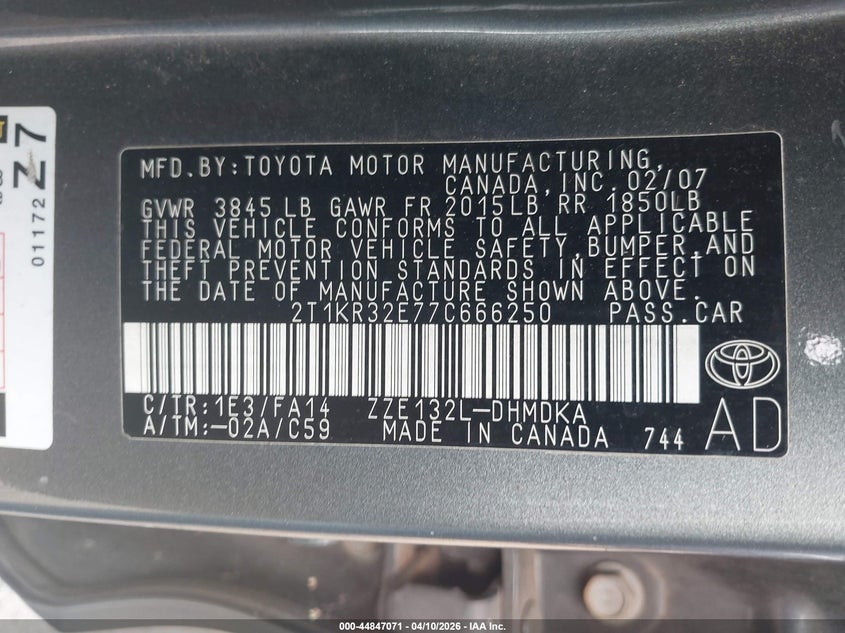 MFD.BY:TOYOTA MOTOR MANUFACTURING,
CANADA,INC. 02/07
GVWR 3845LB GAWR FR 2015LB RR 1850LB
THIS VEHICLE CONFORMS TO ALL APPLICABLE
FEDERAL MOTOR VEHICLE SAFETY,BUMPER,AND
THEFT PREVENTION STANDARDS IN EFFECT ON
THE DATE OF MANUFACTURE SHOWN ABOVE.
2T1KR32E77C666250 PASS.CAR
C/TR:1E3/FA14 ZZE132L-DHMDKA
A/TM:-02A/C59 MADE IN CANADA 744
AD
Z7
01172
000-44847071 - 04/10/2026 - IAA Inc.